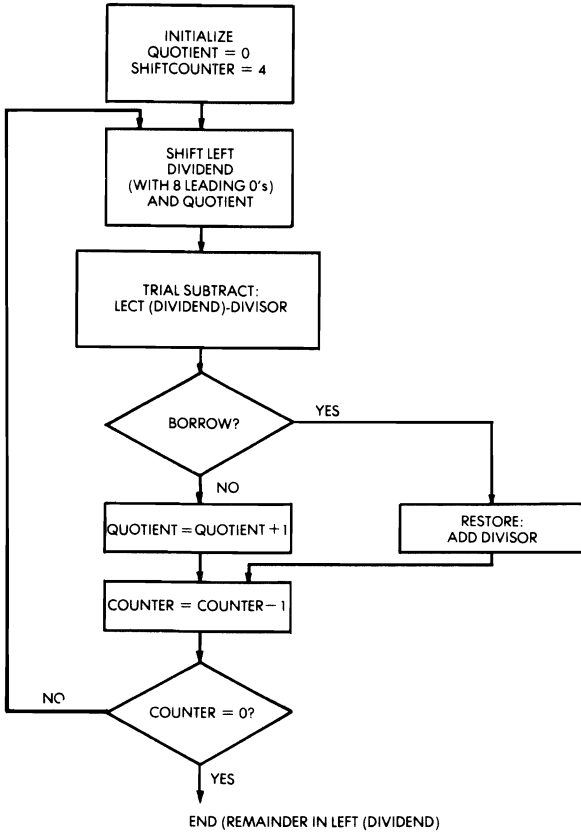 INITIALIZE
QUOTIENT = 0
SHIFTCOUNTER = 4
SHIFT LEFT
DIVIDEND
(WITH 8 LEADING 0's)
AND QUOTIENT
TRIAL SUBTRACT:
LECT (DIVIDEND)-DIVISOR
BORROW?
YES
NO
QUOTIENT = QUOTIENT + 1
RESTORE:
ADD DIVISOR
COUNTER = COUNTER - 1
NO
COUNTER = 0?
YES
END (REMAINDER IN LEFT (DIVIDEND)